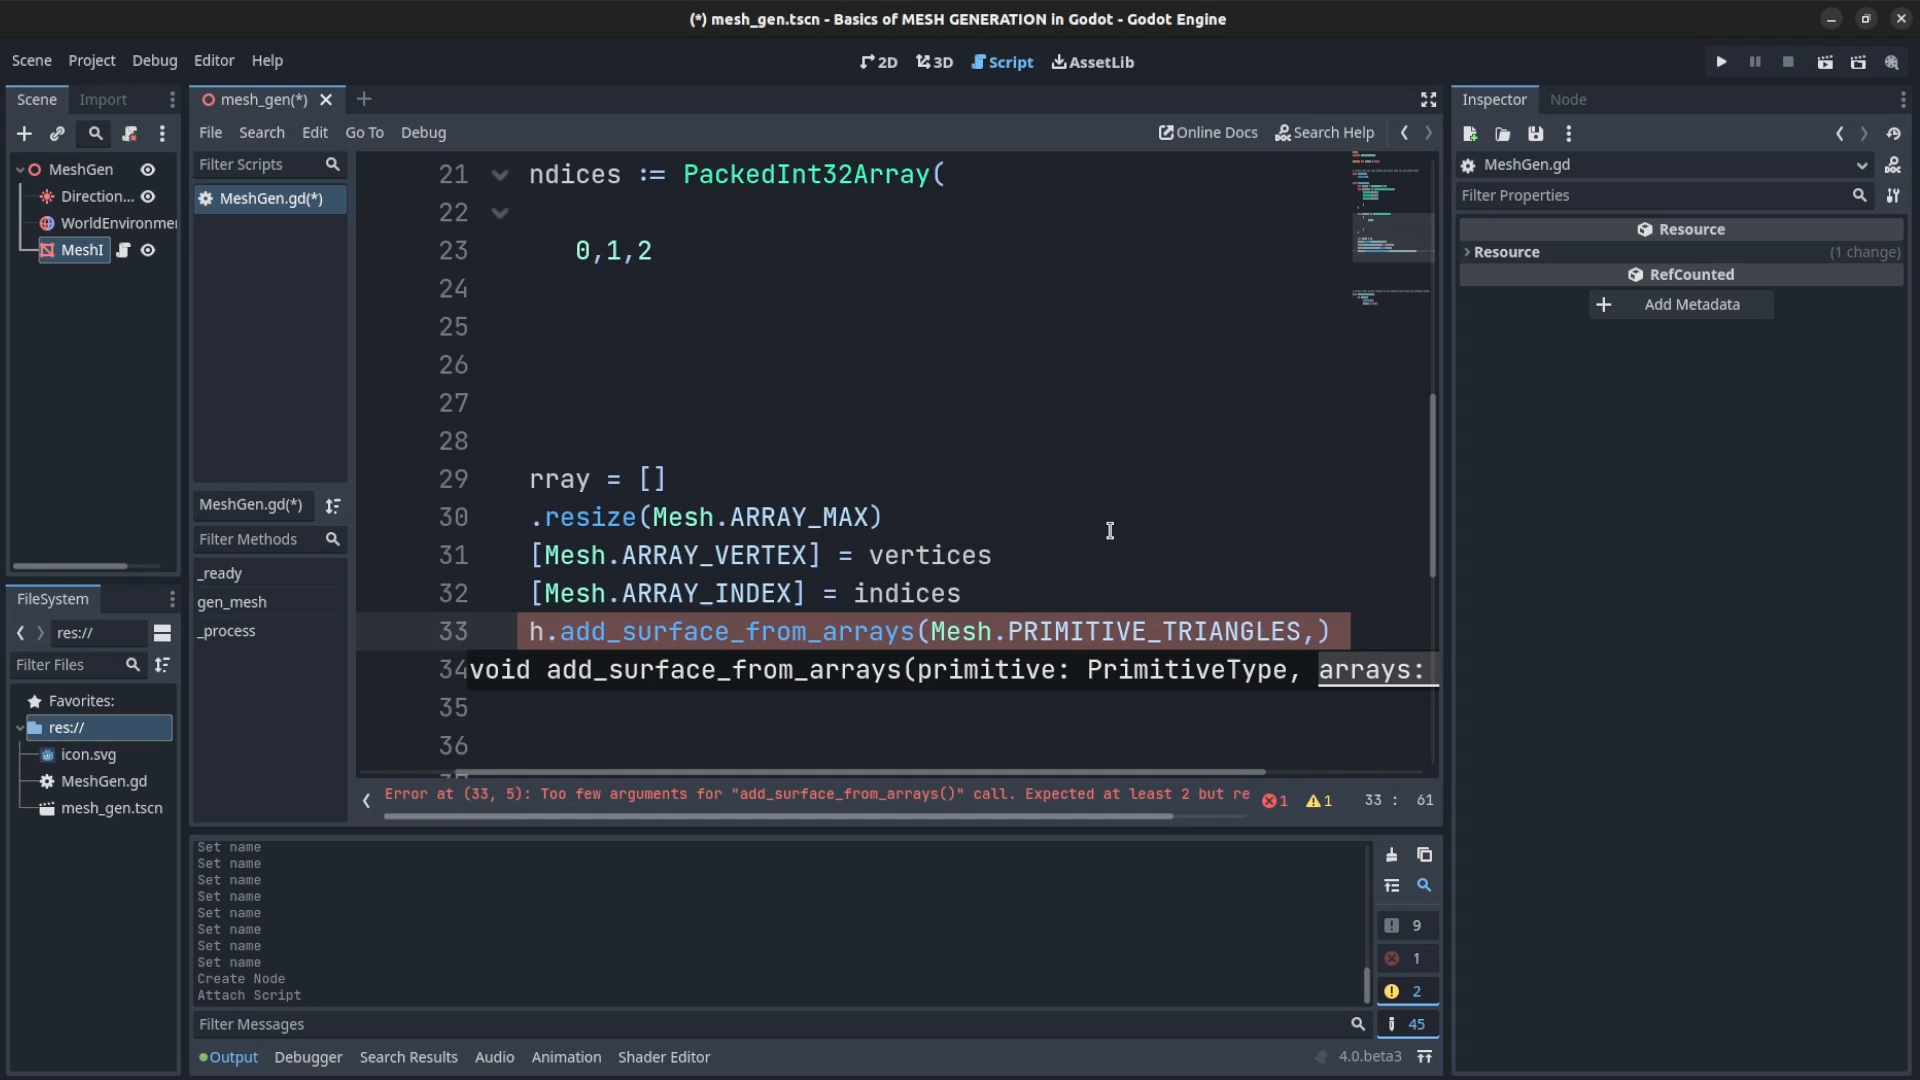 (*) mesh_gen.tscn - Basics of MESH GENERATION in Godot - Godot Engine
Scene Project Debug Editor Help
2D 3D Script AssetLib
Scene Import
mesh_gen(*)
Inspector Node
File Search Edit Go To Debug
Online Docs Search Help
MeshGen
Direction...
WorldEnvironmen
MeshI
Filter Scripts
MeshGen.gd(*)
MeshGen.gd(*)
Filter Methods
_ready
gen_mesh
_process
21 ndices := PackedInt32Array(
22
23 0,1,2
24
25
26
27
28
29 rray = []
30 .resize(Mesh.ARRAY_MAX)
31 [Mesh.ARRAY_VERTEX] = vertices
32 [Mesh.ARRAY_INDEX] = indices
33 h.add_surface_from_arrays(Mesh.PRIMITIVE_TRIANGLES,)
34 void add_surface_from_arrays(primitive: PrimitiveType, arrays:
35
36
Error at (33, 5): Too few arguments for "add_surface_from_arrays()" call. Expected at least 2 but re
1 1 33 : 61
MeshGen.gd
Filter Properties
Resource
Resource (1 change)
RefCounted
Add Metadata
FileSystem
res://
Filter Files
Favorites:
res://
icon.svg
MeshGen.gd
mesh_gen.tscn
Set name
Set name
Set name
Set name
Set name
Set name
Set name
Set name
Create Node
Attach Script
9
1
2
45
Filter Messages
Output Debugger Search Results Audio Animation Shader Editor
4.0.beta3